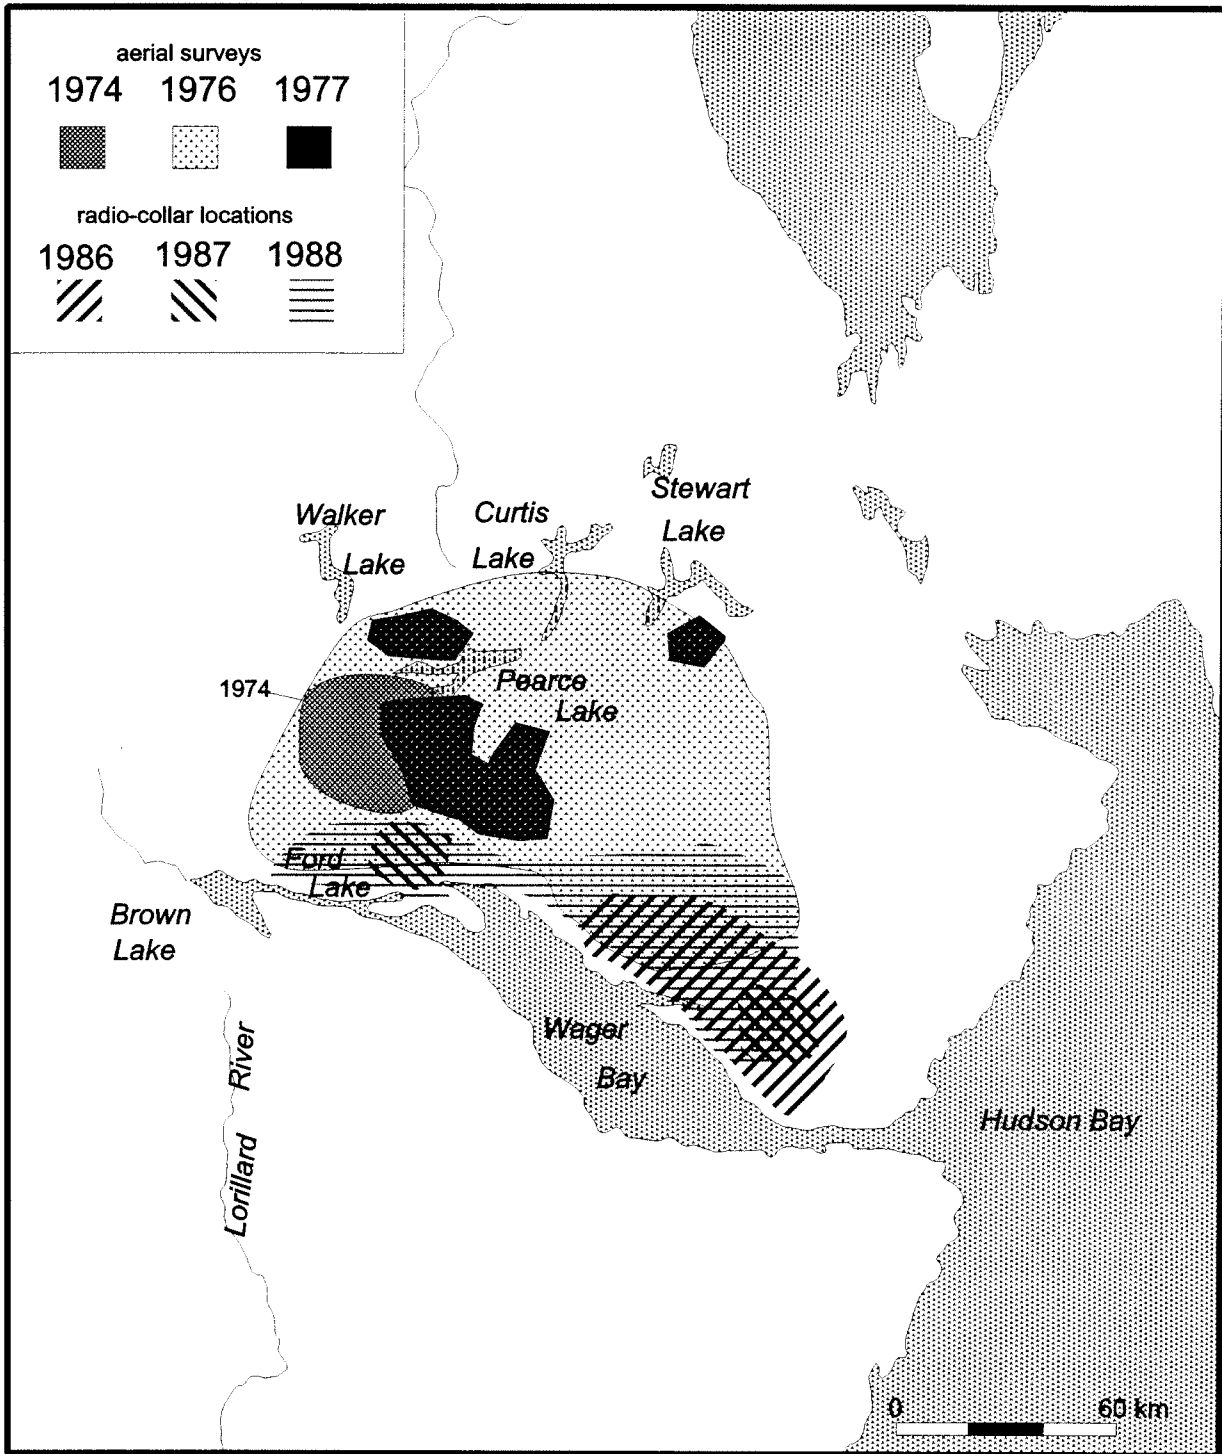 aerial surveys
1974 1976 1977
radio-collar locations
1986 1987 1988
Stewart
Lake
Walker
Lake
Curtis
Lake
1974
Pearce
Lake
Ford
Lake
Brown
Lake
Wager
Bay
Lorillard River
Hudson Bay
0 60 km